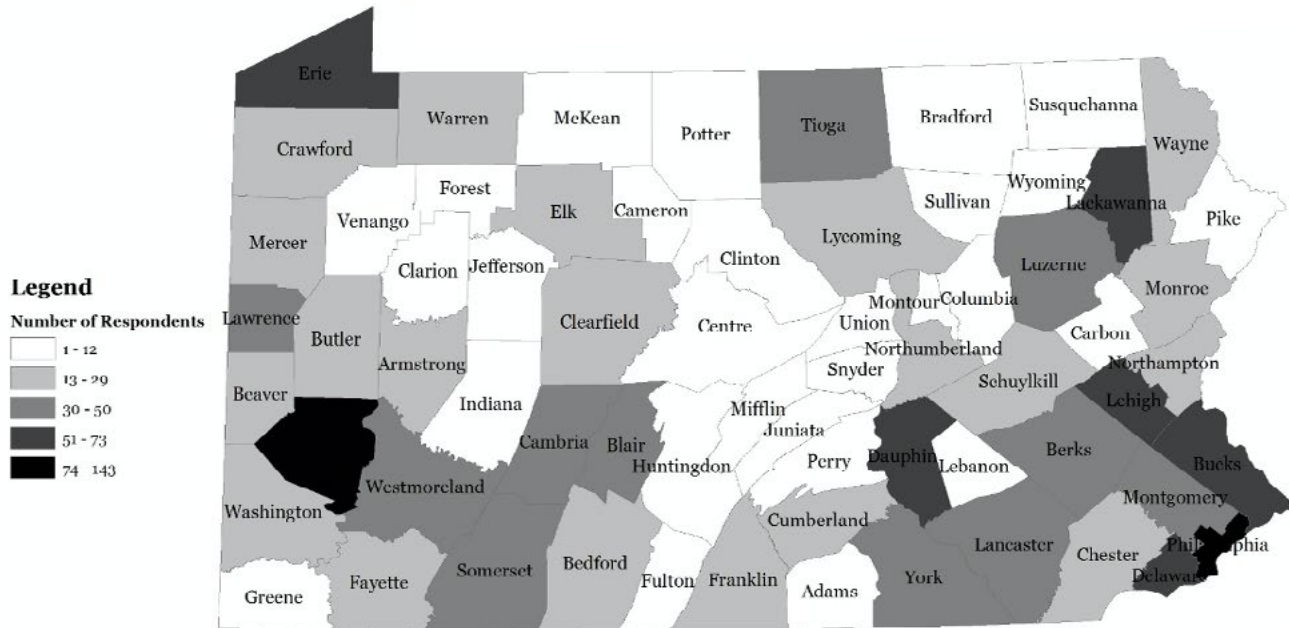 Erie
Warren
McKean
Potter
Tioga
Bradford
Susquehanna
Crawford
Wayne
Forest
Wyoming
Venango
Elk
Cameron
Sullivan
Lackawanna
Pike
Mercer
Lycoming
Clarion
Jefferson
Clinton
Luzerne
Monroe
Legend
Number of Respondents
1 - 12
13 - 29
30 - 50
51 - 73
74 143
Lawrence
Butler
Clearfield
Centre
Montour
Columbia
Union
Carbon
Armstrong
Northumberland
Northampton
Snyder
Schuylkill
Beaver
Indiana
Mifflin
Lehigh
Juniata
Cambria
Blair
Huntingdon
Perry
Dauphin
Lebanon
Berks
Bucks
Westmoreland
Montgomery
Washington
Cumberland
Lancaster
Chester
Philadelphia
Somerset
Bedford
Fayette
Fulton
Franklin
York
Delaware
Greene
Adams